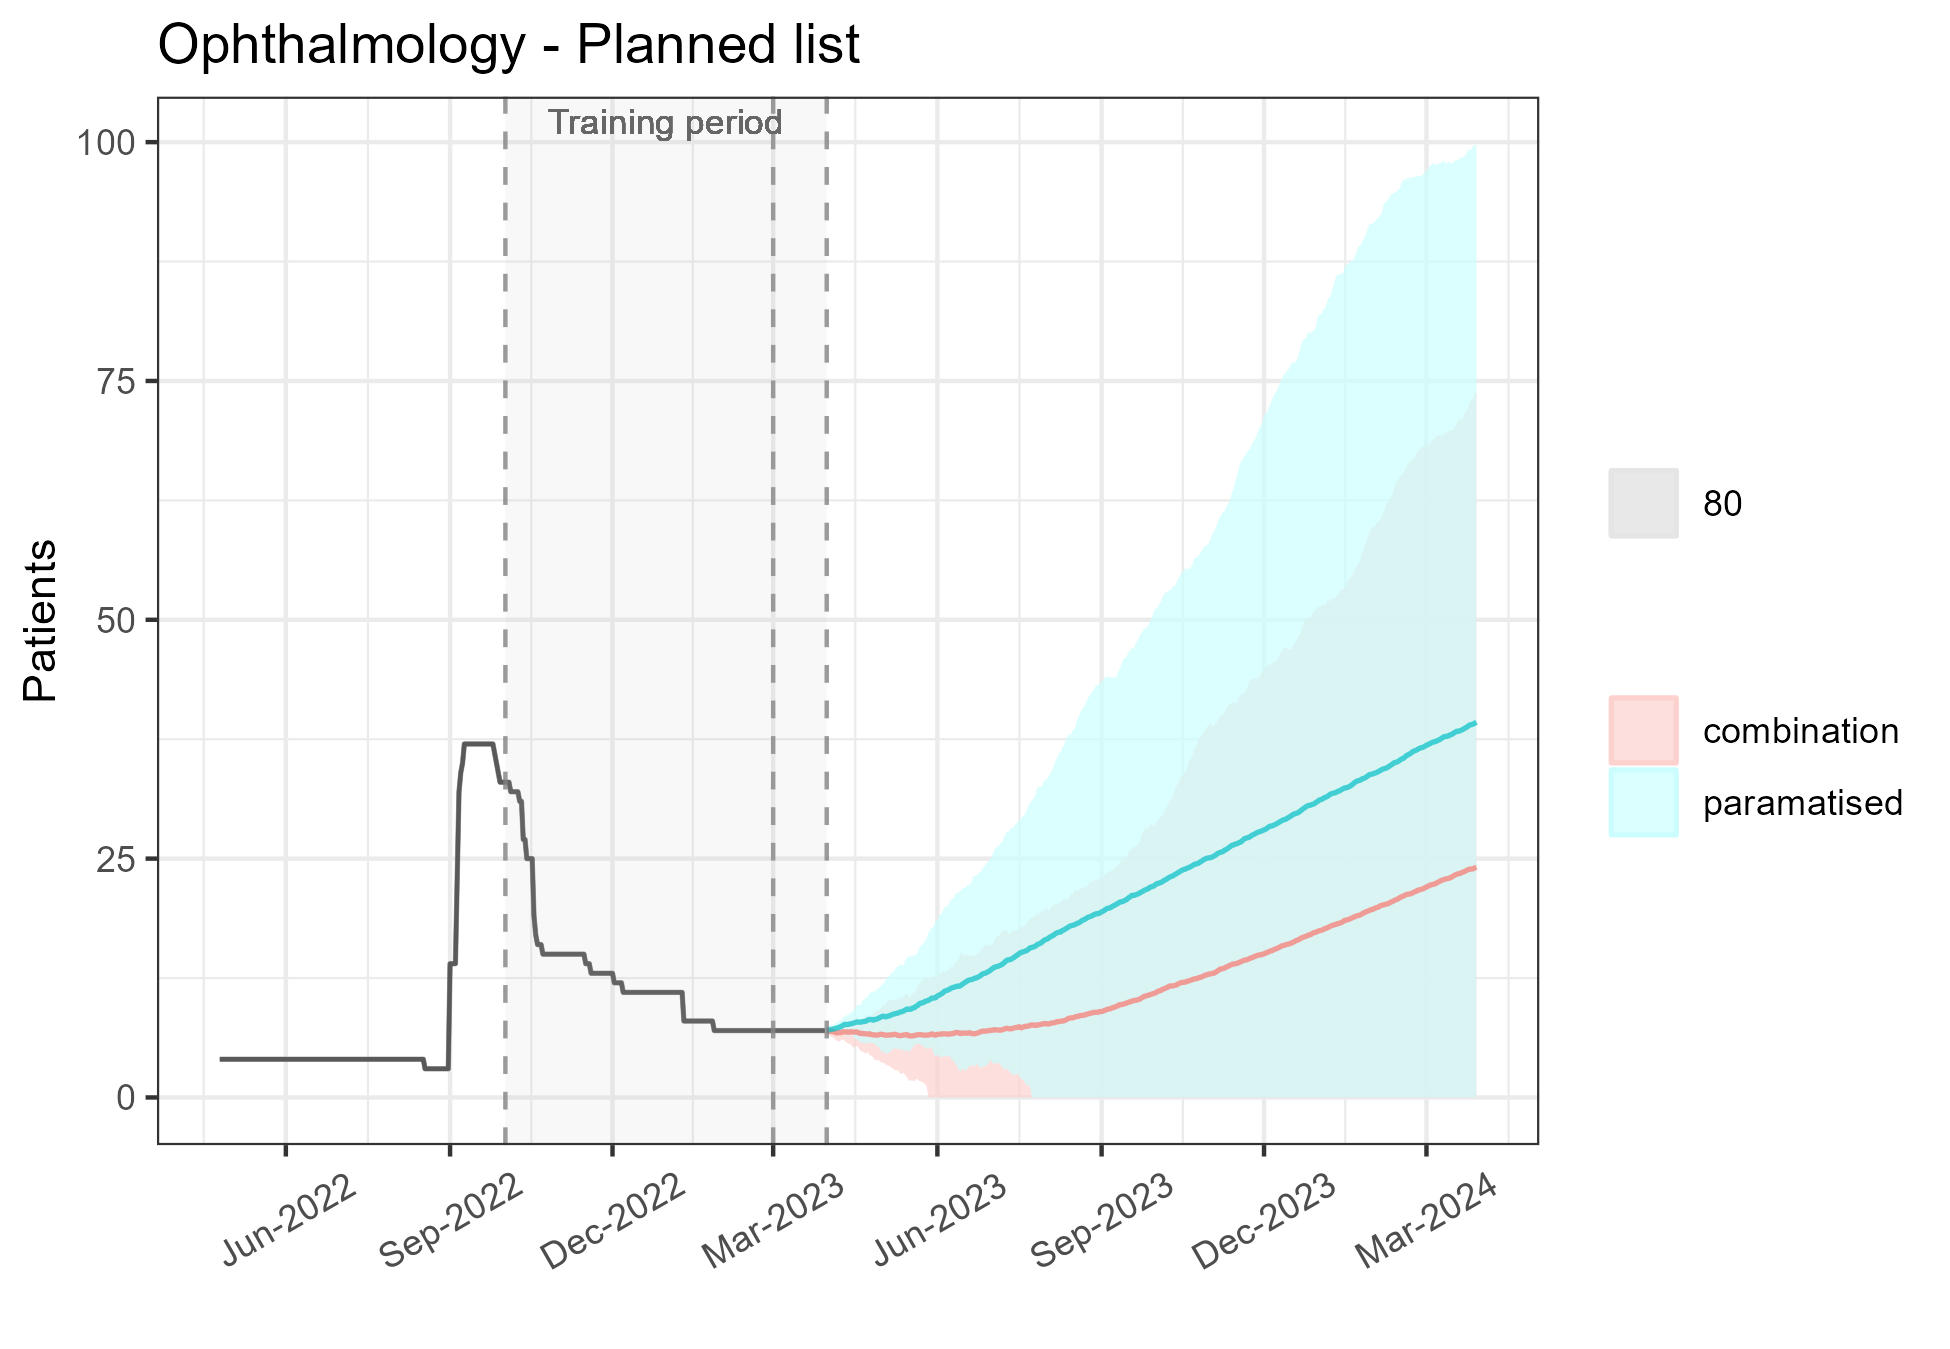 Ophthalmology - Planned list
Training period
Patients
100
75
50
25
0
Jun-2022
Sep-2022
Dec-2022
Mar-2023
Jun-2023
Sep-2023
Dec-2023
Mar-2024
80
combination
paramatised